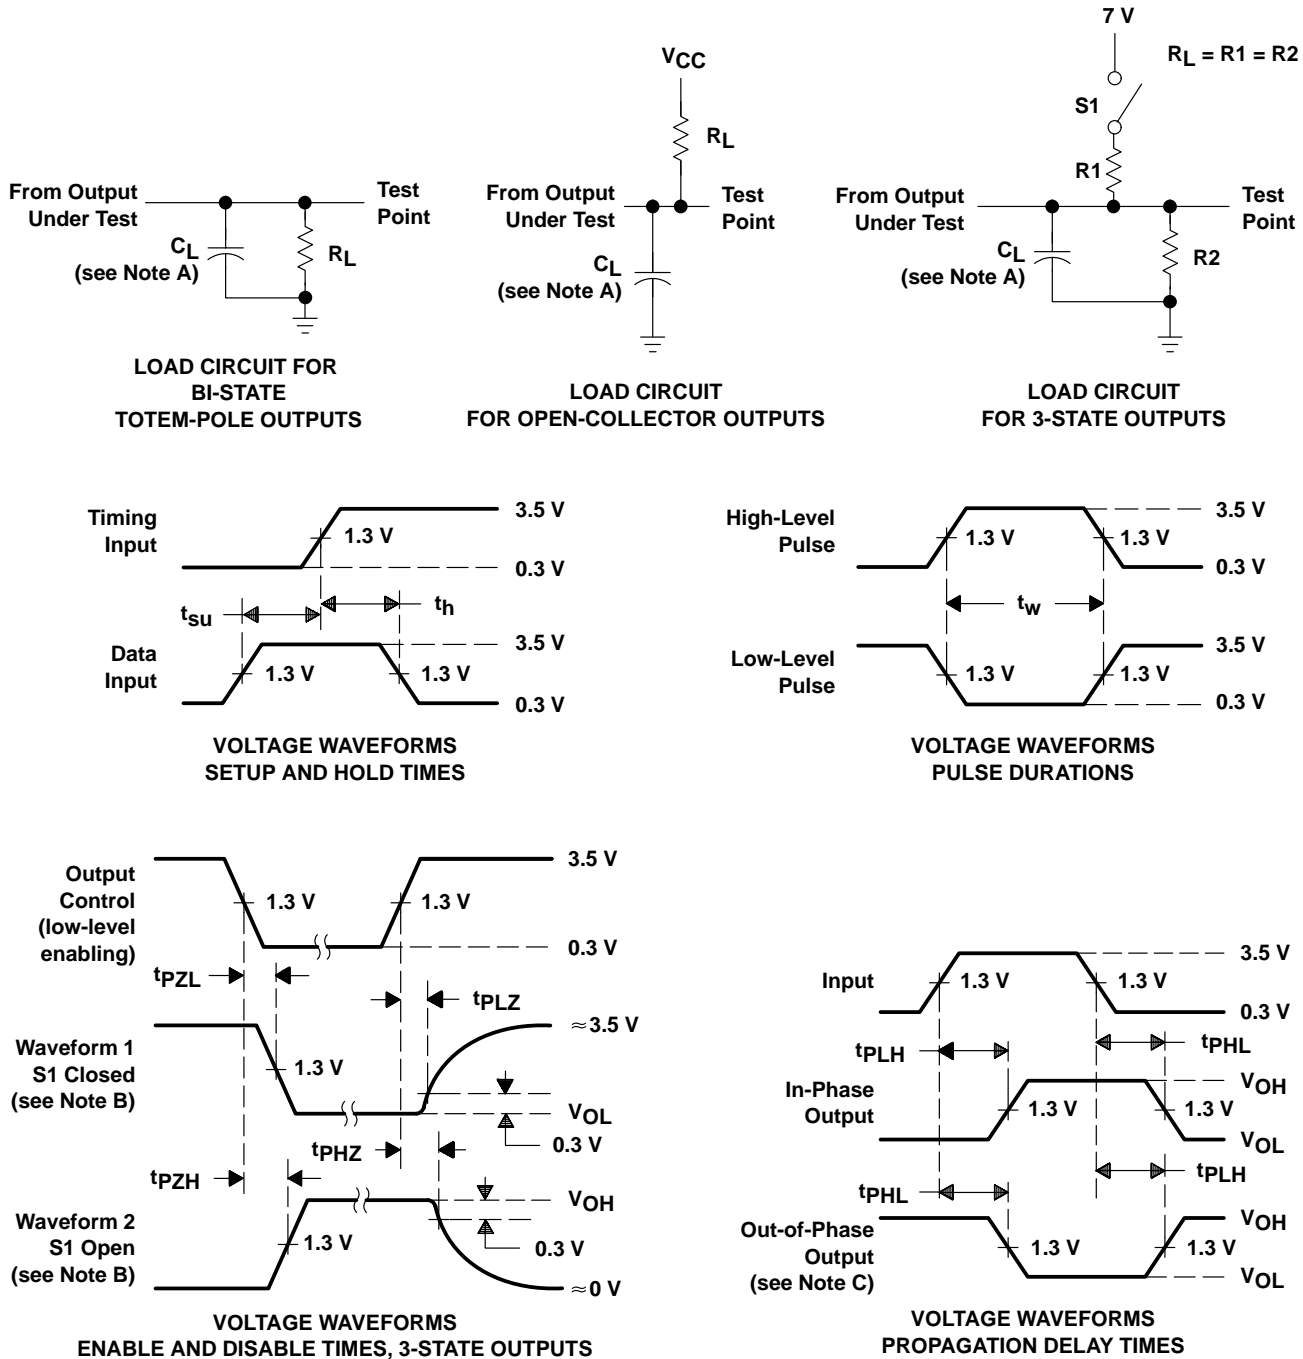 From Output
Under Test
Test
Point
CL
(see Note A)
RL
LOAD CIRCUIT FOR
BI-STATE
TOTEM-POLE OUTPUTS
VCC
RL
From Output
Under Test
Test
Point
CL
(see Note A)
LOAD CIRCUIT
FOR OPEN-COLLECTOR OUTPUTS
7 V
RL = R1 = R2
S1
R1
From Output
Under Test
Test
Point
CL
(see Note A)
R2
LOAD CIRCUIT
FOR 3-STATE OUTPUTS
Timing
Input
1.3 V
3.5 V
0.3 V
tsu
th
Data
Input
1.3 V
1.3 V
3.5 V
0.3 V
VOLTAGE WAVEFORMS
SETUP AND HOLD TIMES
High-Level
Pulse
1.3 V
1.3 V
3.5 V
0.3 V
tw
Low-Level
Pulse
1.3 V
1.3 V
3.5 V
0.3 V
VOLTAGE WAVEFORMS
PULSE DURATIONS
Output
Control
(low-level
enabling)
1.3 V
1.3 V
3.5 V
0.3 V
tPZL
tPLZ
Waveform 1
S1 Closed
(see Note B)
1.3 V
≈3.5 V
VOL
0.3 V
tPHZ
tPZH
Waveform 2
S1 Open
(see Note B)
1.3 V
VOH
0.3 V
≈0 V
VOLTAGE WAVEFORMS
ENABLE AND DISABLE TIMES, 3-STATE OUTPUTS
Input
1.3 V
1.3 V
3.5 V
0.3 V
tPLH
tPHL
In-Phase
Output
1.3 V
1.3 V
VOH
VOL
tPHL
tPLH
Out-of-Phase
Output
(see Note C)
1.3 V
1.3 V
VOH
VOL
VOLTAGE WAVEFORMS
PROPAGATION DELAY TIMES